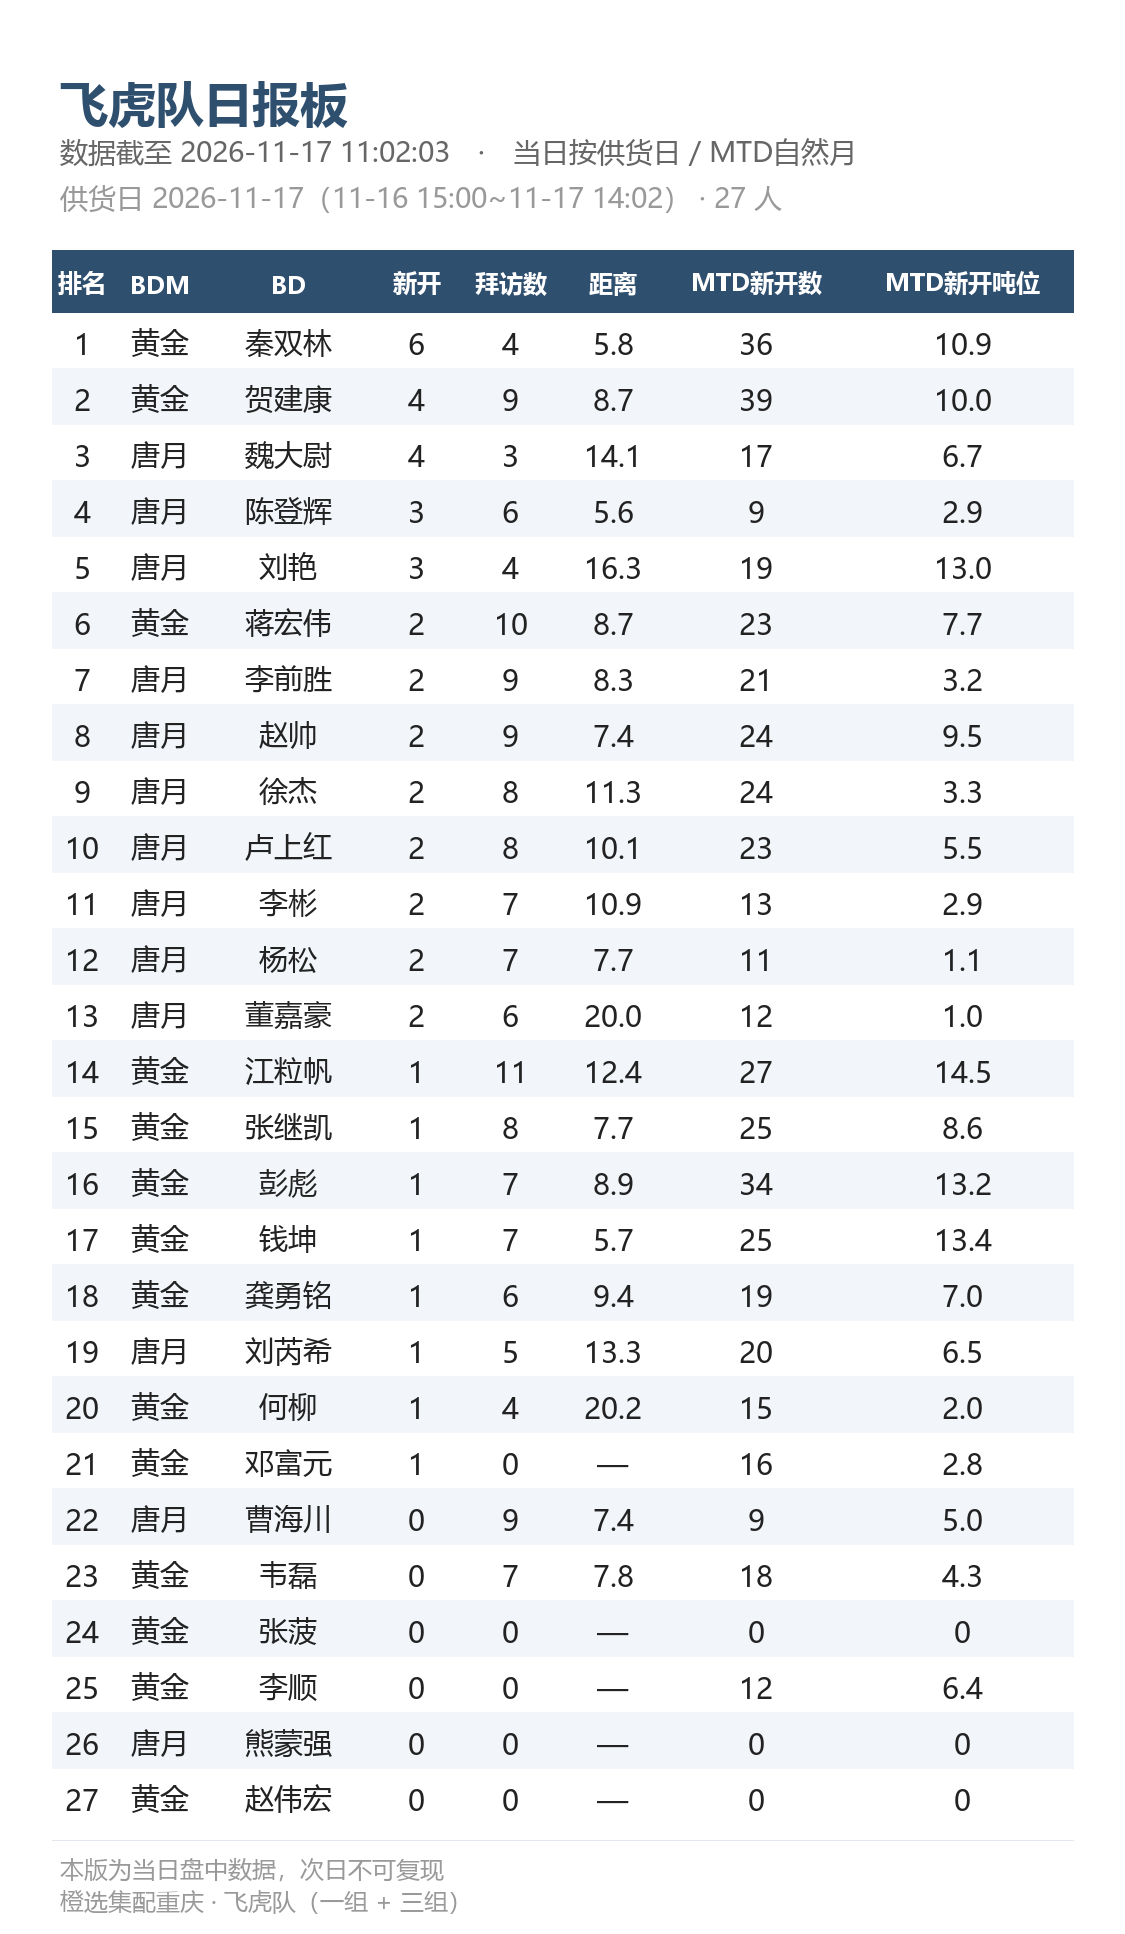 飞虎队日报板
数据截至 2026-11-17 11:02:03 · 当日按供货日 / MTD自然月
供货日 2026-11-17（11-16 15:00~11-17 14:02）· 27 人
排名 BDM BD 新开 拜访数 距离 MTD新开数 MTD新开吨位
1 黄金 秦双林 6 4 5.8 36 10.9
2 黄金 贺建康 4 9 8.7 39 10.0
3 唐月 魏大尉 4 3 14.1 17 6.7
4 唐月 陈登辉 3 6 5.6 9 2.9
5 唐月 刘艳 3 4 16.3 19 13.0
6 黄金 蒋宏伟 2 10 8.7 23 7.7
7 唐月 李前胜 2 9 8.3 21 3.2
8 唐月 赵帅 2 9 7.4 24 9.5
9 唐月 徐杰 2 8 11.3 24 3.3
10 唐月 卢上红 2 8 10.1 23 5.5
11 唐月 李彬 2 7 10.9 13 2.9
12 唐月 杨松 2 7 7.7 11 1.1
13 唐月 董嘉豪 2 6 20.0 12 1.0
14 黄金 江粒帆 1 11 12.4 27 14.5
15 黄金 张继凯 1 8 7.7 25 8.6
16 黄金 彭彪 1 7 8.9 34 13.2
17 黄金 钱坤 1 7 5.7 25 13.4
18 黄金 龚勇铭 1 6 9.4 19 7.0
19 唐月 刘芮希 1 5 13.3 20 6.5
20 黄金 何柳 1 4 20.2 15 2.0
21 黄金 邓富元 1 0 — 16 2.8
22 唐月 曹海川 0 9 7.4 9 5.0
23 黄金 韦磊 0 7 7.8 18 4.3
24 黄金 张菠 0 0 — 0 0
25 黄金 李顺 0 0 — 12 6.4
26 唐月 熊蒙强 0 0 — 0 0
27 黄金 赵伟宏 0 0 — 0 0
本版为当日盘中数据，次日不可复现
橙选集配重庆 · 飞虎队（一组 + 三组）